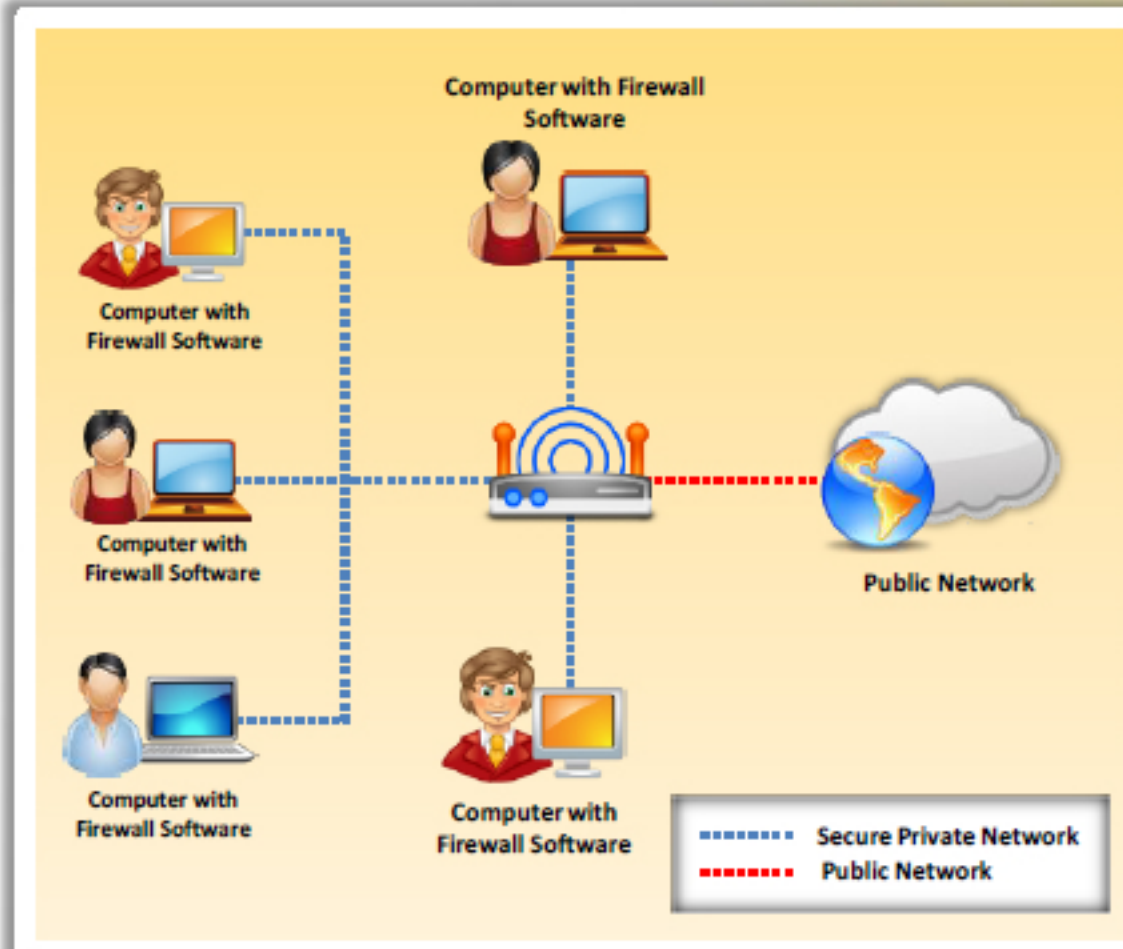 Computer with Firewall
Software
Computer with
Firewall Software
Computer with
Firewall Software
Public Network
Computer with
Firewall Software
Computer with
Firewall Software
Secure Private Network
Public Network